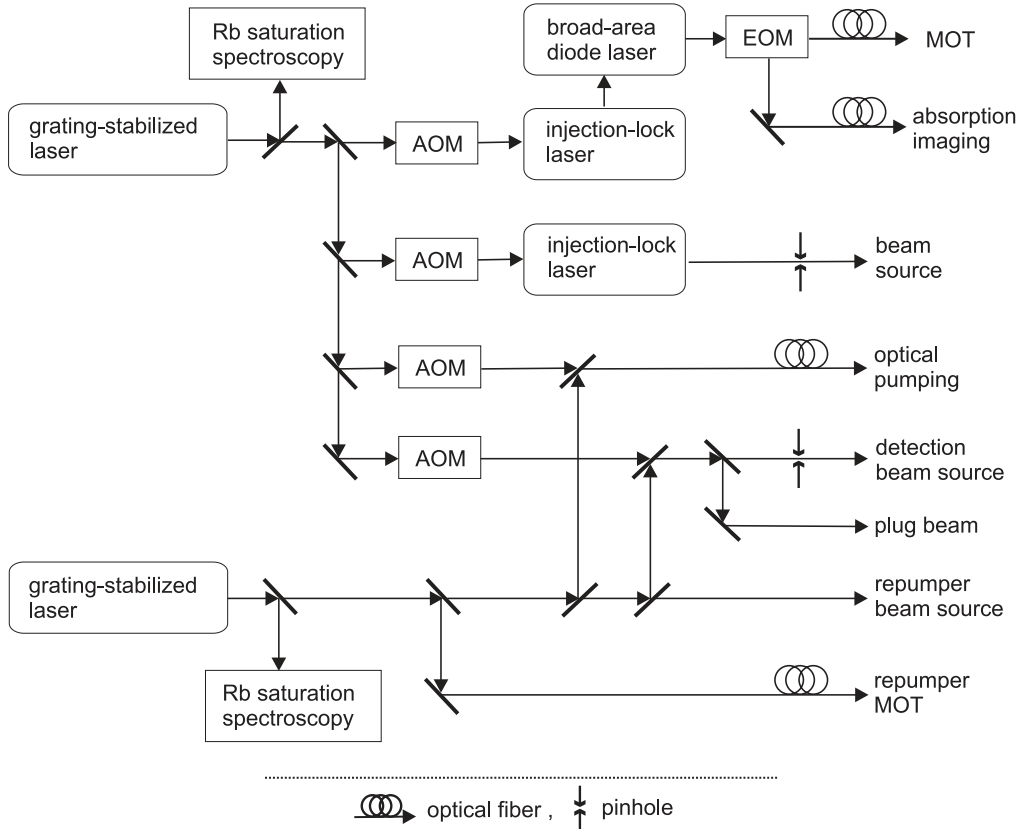 Rb saturation
spectroscopy
broad-area
diode laser
EOM
MOT
grating-stabilized
laser
AOM
injection-lock
laser
absorption
imaging
AOM
injection-lock
laser
beam
source
AOM
optical
pumping
AOM
detection
beam source
plug beam
grating-stabilized
laser
repumper
beam source
Rb saturation
spectroscopy
repumper
MOT
optical fiber , pinhole